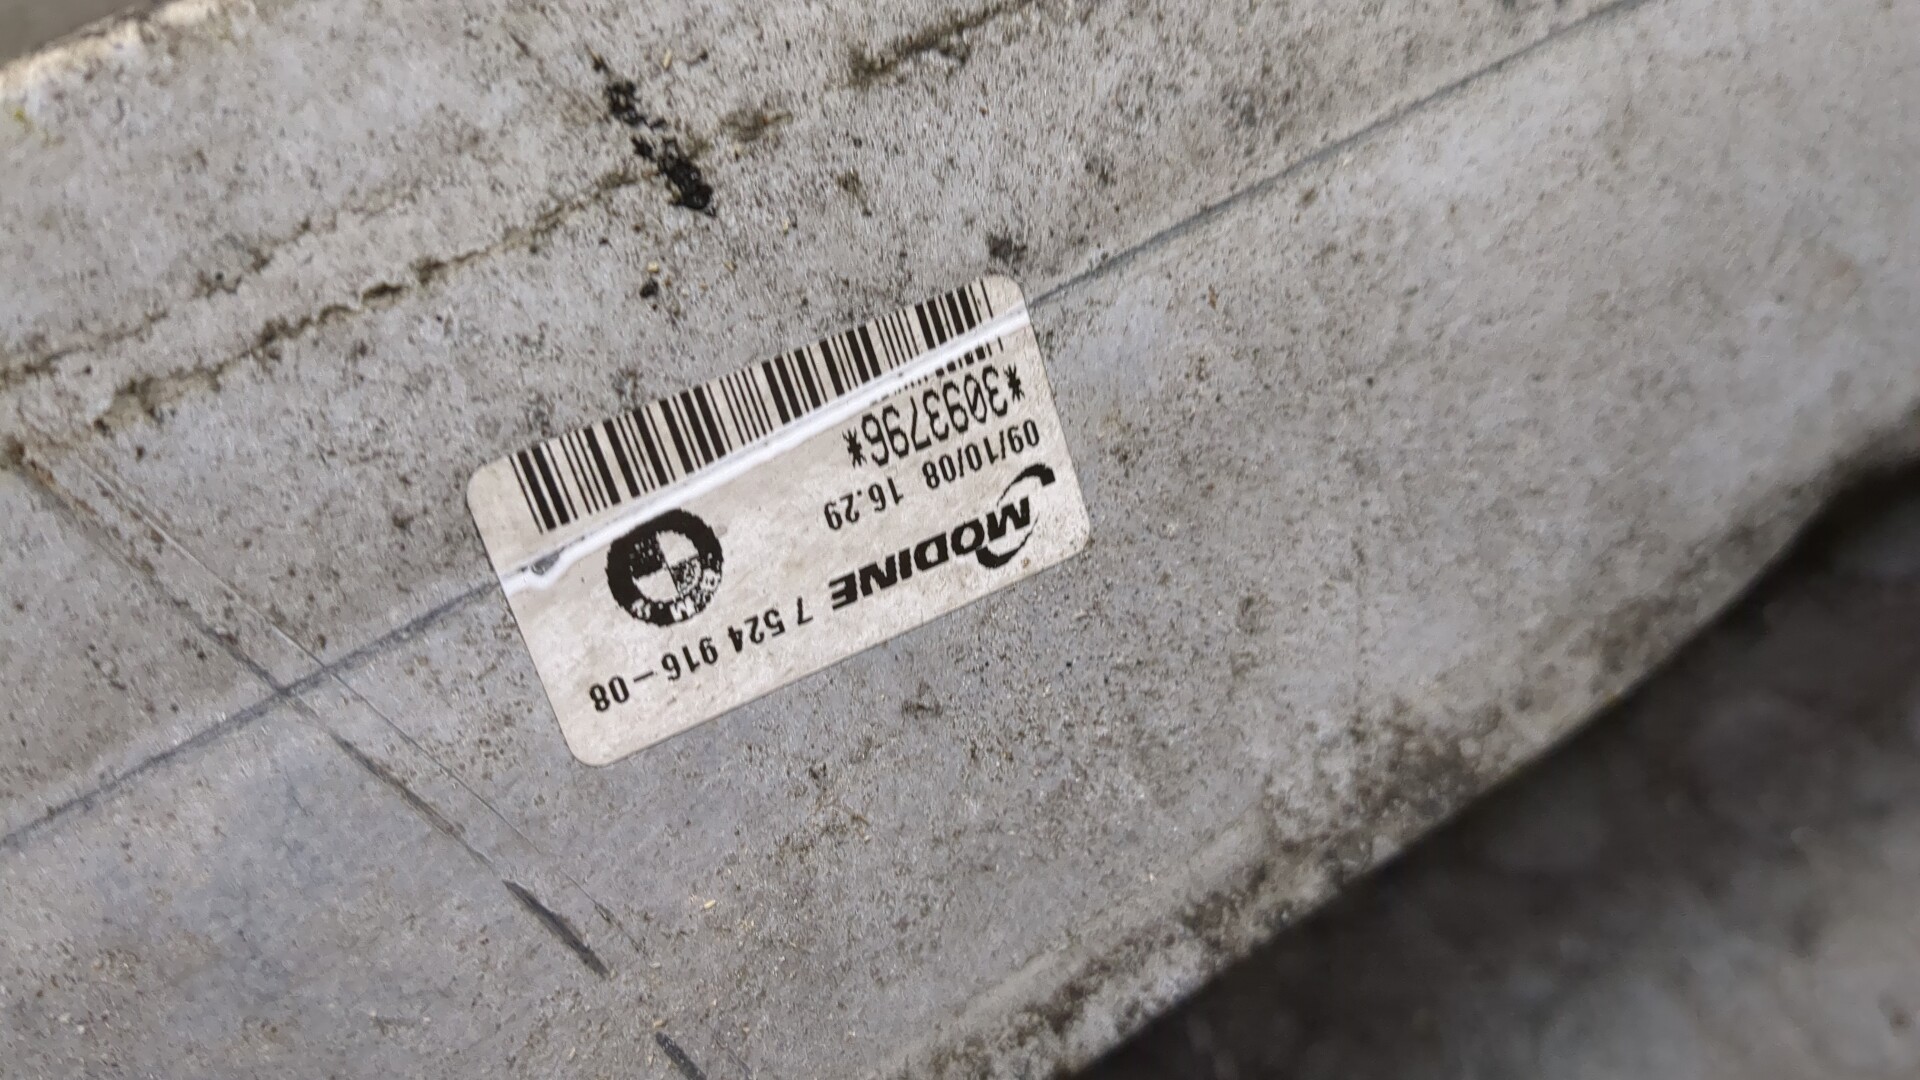 7 524 916-08
MODINE
BMW
09/10/08 16.29
*3093796*